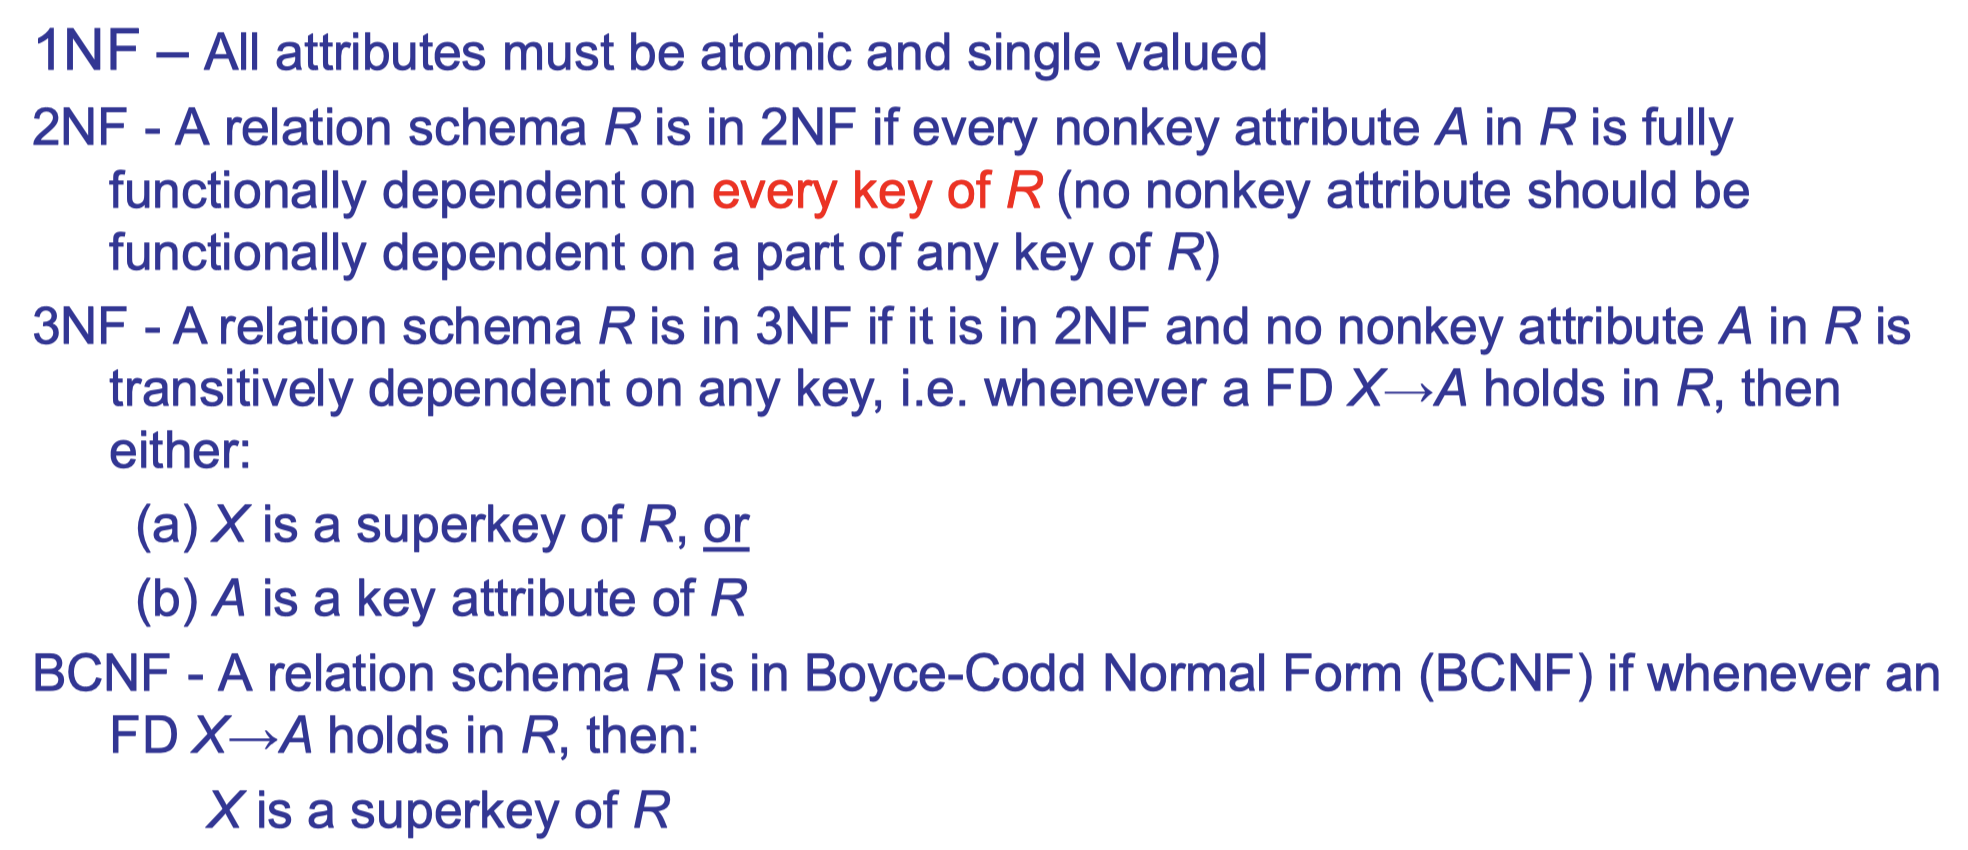 1NF – All attributes must be atomic and single valued
2NF - A relation schema R is in 2NF if every nonkey attribute A in R is fully
functionally dependent on every key of R (no nonkey attribute should be
functionally dependent on a part of any key of R)
3NF - A relation schema R is in 3NF if it is in 2NF and no nonkey attribute A in R is
transitively dependent on any key, i.e. whenever a FD X→A holds in R, then
either:
(a) X is a superkey of R, or
(b) A is a key attribute of R
BCNF - A relation schema R is in Boyce-Codd Normal Form (BCNF) if whenever an
FD X→A holds in R, then:
X is a superkey of R